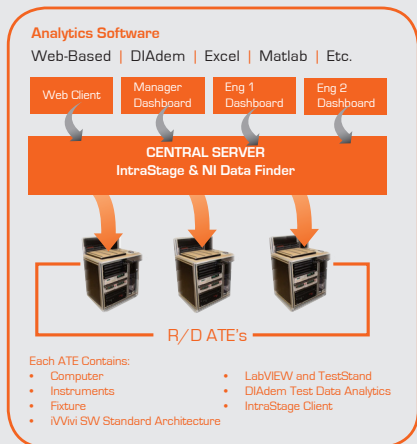 Analytics Software
Web-Based | DIAdem | Excel | Matlab | Etc.
Web Client
Manager
Dashboard
Eng 1
Dashboard
Eng 2
Dashboard
CENTRAL SERVER
IntraStage & NI Data Finder
R/D ATE's
Each ATE Contains:
• Computer
• Instruments
• Fixture
• iVVivi SW Standard Architecture
• LabVIEW and TestStand
• DIAdem Test Data Analytics
• IntraStage Client